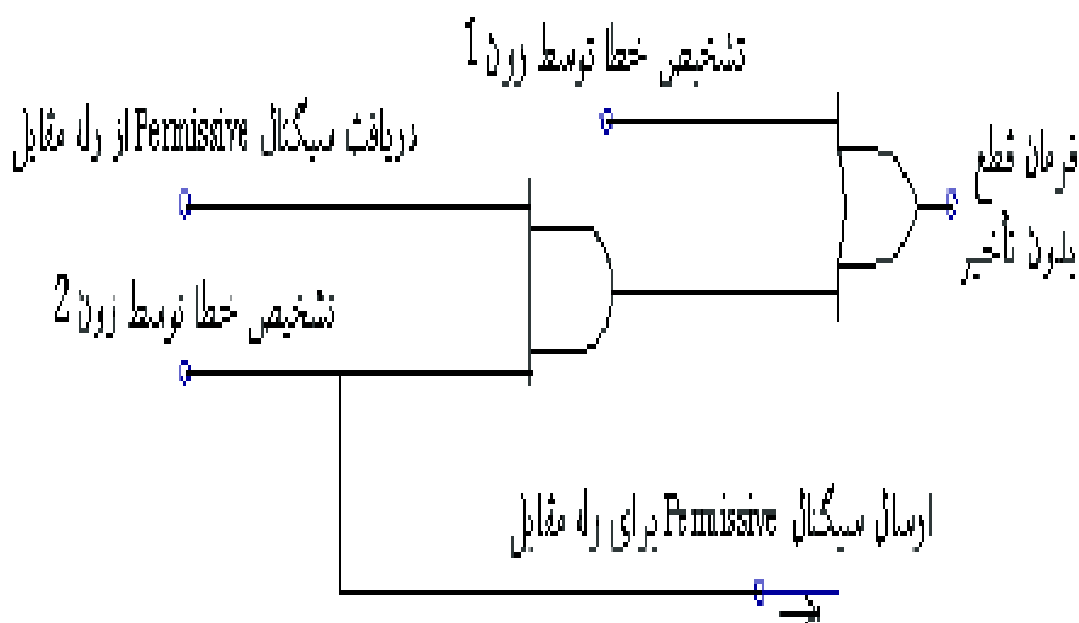 تشخیص خطا توسط زون 1
دریافت سیگنال Permissive از رله مقابل
فرمان قطع
بدون تأخیر
تشخیص خطا توسط زون 2
ارسال سیگنال Permissive برای رله مقابل